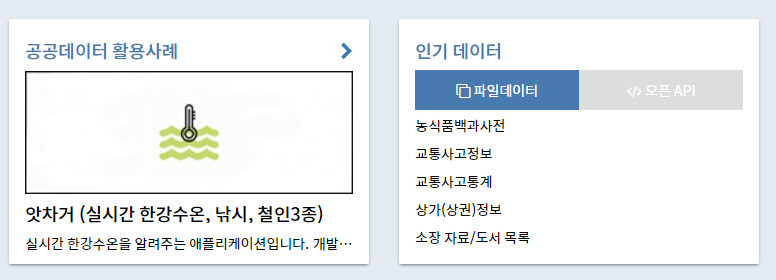 공공데이터 활용사례
앗차거 (실시간 한강수온, 낚시, 철인3종)
실시간 한강수온을 알려주는 애플리케이션입니다. 개발…
인기 데이터
파일데이터
</> 오픈 API
농식품백과사전
교통사고정보
교통사고통계
상가(상권)정보
소장 자료/도서 목록